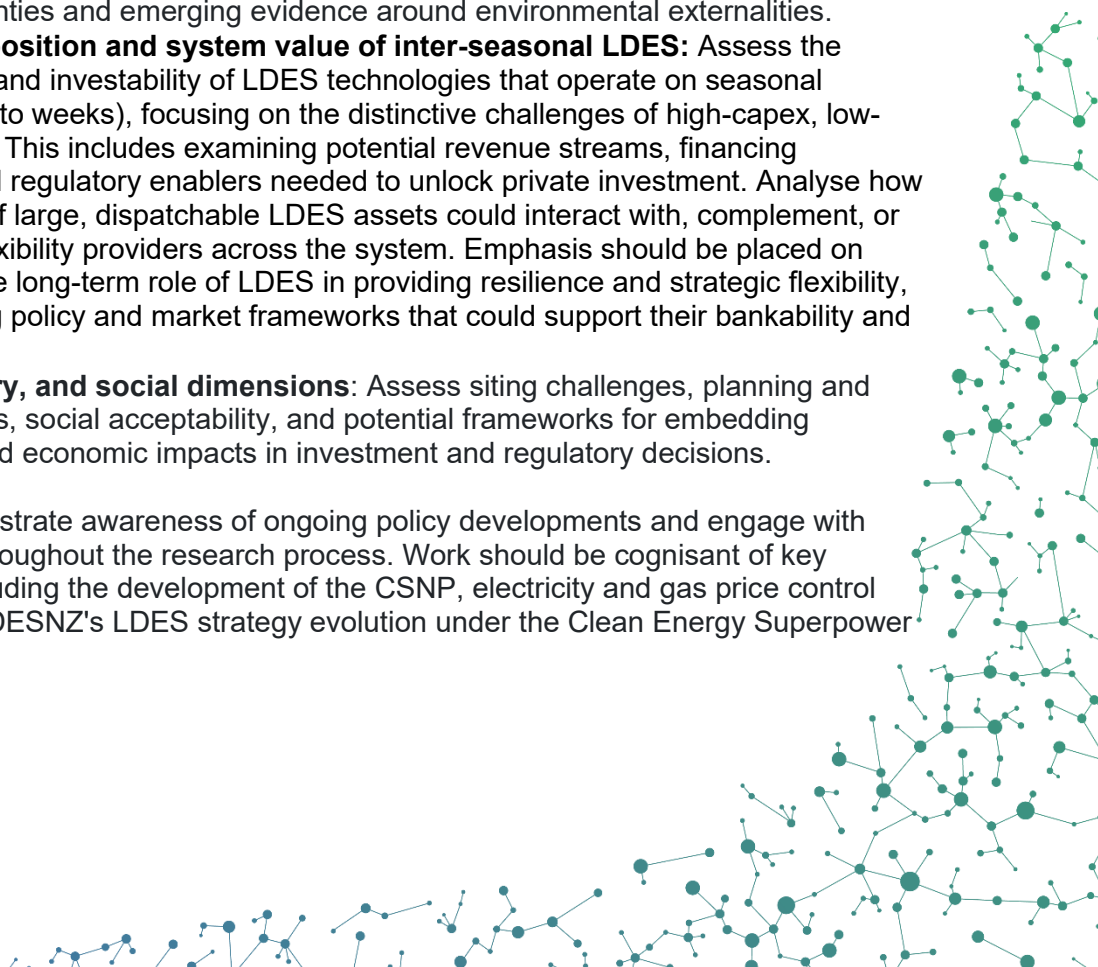 nties and emerging evidence around environmental externalities.
osition and system value of inter-seasonal LDES: Assess the
and investability of LDES technologies that operate on seasonal
to weeks), focusing on the distinctive challenges of high-capex, low-
This includes examining potential revenue streams, financing
regulatory enablers needed to unlock private investment. Analyse how
f large, dispatchable LDES assets could interact with, complement, or
xibility providers across the system. Emphasis should be placed on
e long-term role of LDES in providing resilience and strategic flexibility,
g policy and market frameworks that could support their bankability and
ry, and social dimensions: Assess siting challenges, planning and
s, social acceptability, and potential frameworks for embedding
d economic impacts in investment and regulatory decisions.
strate awareness of ongoing policy developments and engage with
oughout the research process. Work should be cognisant of key
uding the development of the CSNP, electricity and gas price control
DESNZ's LDES strategy evolution under the Clean Energy Superpower